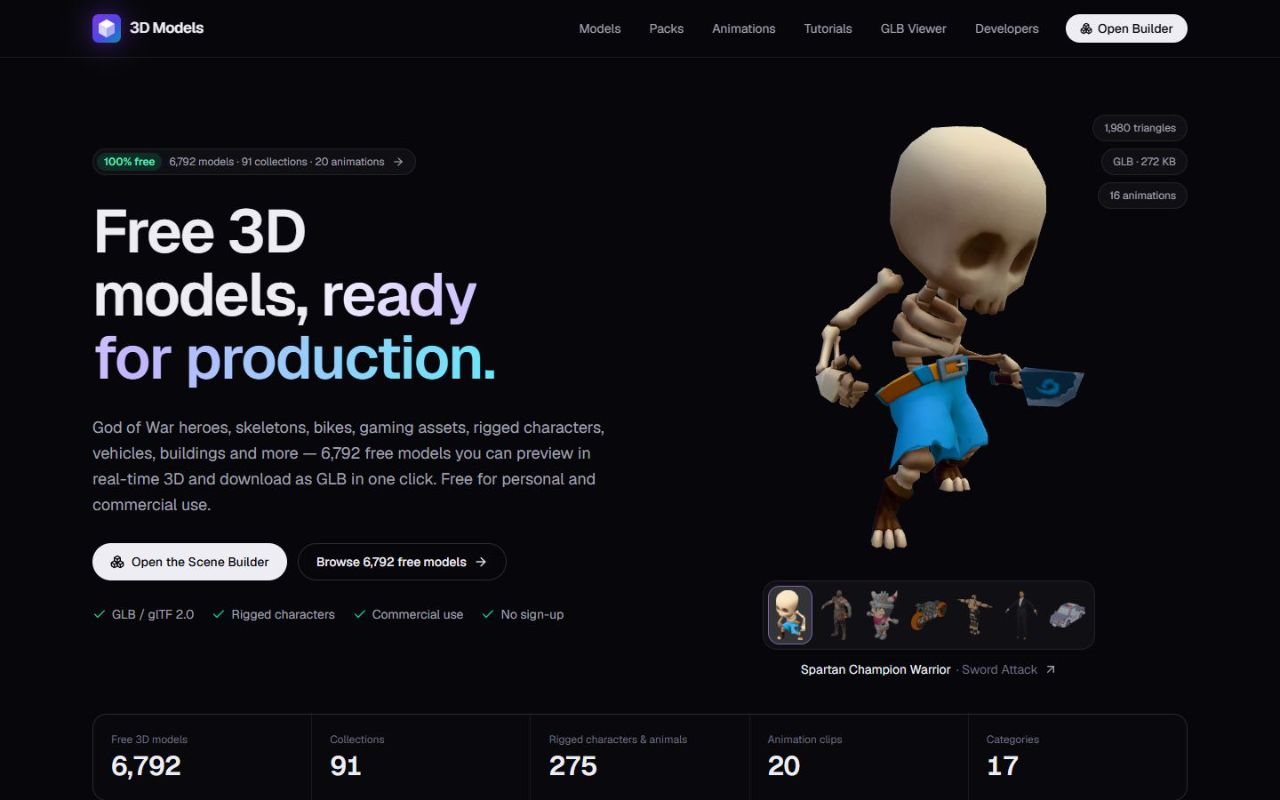 3D Models
Models
Packs
Animations
Tutorials
GLB Viewer
Developers
Open Builder
100% free 6,792 models · 91 collections · 20 animations →
Free 3D
models, ready
for production.
God of War heroes, skeletons, bikes, gaming assets, rigged characters,
vehicles, buildings and more — 6,792 free models you can preview in
real-time 3D and download as GLB in one click. Free for personal and
commercial use.
Open the Scene Builder
Browse 6,792 free models →
GLB / glTF 2.0
Rigged characters
Commercial use
No sign-up
1,980 triangles
GLB · 272 KB
16 animations
Spartan Champion Warrior · Sword Attack
Free 3D models
6,792
Collections
91
Rigged characters & animals
275
Animation clips
20
Categories
17